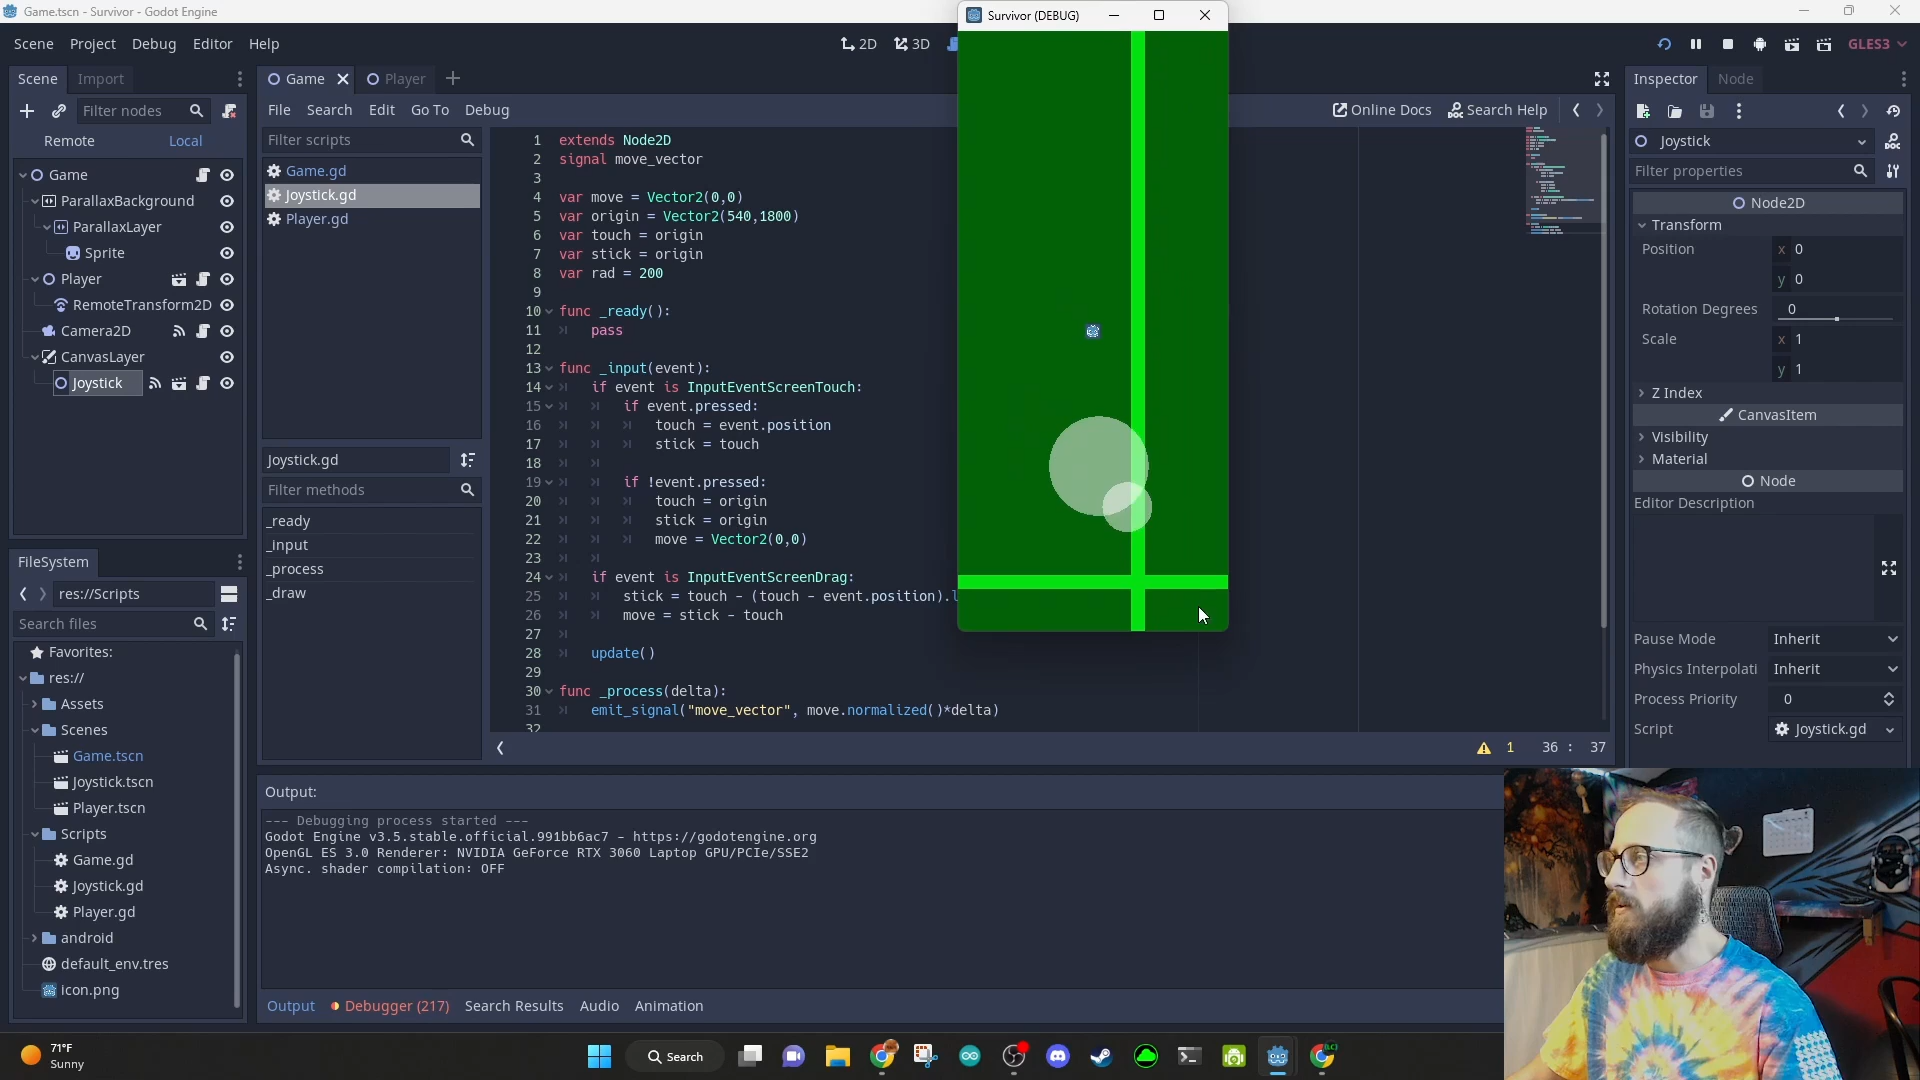 Game.tscn - Survivor - Godot Engine
Survivor (DEBUG)
Scene Project Debug Editor Help
2D 3D
GLES3
Scene Import
Game Player
Inspector Node
Filter nodes
File Search Edit Go To Debug
Online Docs Search Help
Remote Local
Filter scripts
Joystick
Filter properties
Game
ParallaxBackground
ParallaxLayer
Sprite
Player
RemoteTransform2D
Camera2D
CanvasLayer
Joystick
Game.gd
Joystick.gd
Player.gd
Joystick.gd
Filter methods
_ready
_input
_process
_draw
1 extends Node2D
2 signal move_vector
3
4 var move = Vector2(0,0)
5 var origin = Vector2(540,1800)
6 var touch = origin
7 var stick = origin
8 var rad = 200
9
10 func _ready():
11 pass
12
13 func _input(event):
14 if event is InputEventScreenTouch:
15 if event.pressed:
16 touch = event.position
17 stick = touch
18
19 if !event.pressed:
20 touch = origin
21 stick = origin
22 move = Vector2(0,0)
23
24 if event is InputEventScreenDrag:
25 stick = touch - (touch - event.position).l
26 move = stick - touch
27
28 update()
29
30 func _process(delta):
31 emit_signal("move_vector", move.normalized()*delta)
32
1 36 : 37
Node2D
Transform
Position x 0
y 0
Rotation Degrees 0
Scale x 1
y 1
Z Index
CanvasItem
Visibility
Material
Node
Editor Description
Pause Mode Inherit
Physics Interpolati Inherit
Process Priority 0
Script Joystick.gd
FileSystem
res://Scripts
Search files
Favorites:
res://
Assets
Scenes
Game.tscn
Joystick.tscn
Player.tscn
Scripts
Game.gd
Joystick.gd
Player.gd
android
default_env.tres
icon.png
Output:
--- Debugging process started ---
Godot Engine v3.5.stable.official.991bb6ac7 - https://godotengine.org
OpenGL ES 3.0 Renderer: NVIDIA GeForce RTX 3060 Laptop GPU/PCIe/SSE2
Async. shader compilation: OFF
Output Debugger (217) Search Results Audio Animation
71°F
Sunny
Search